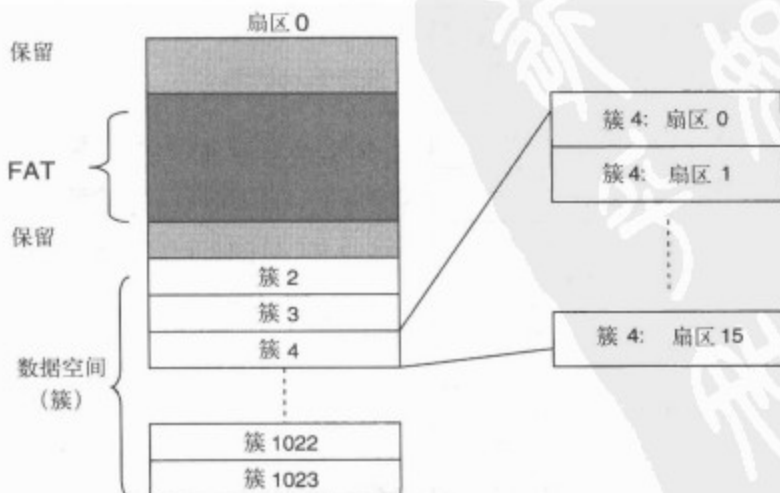 扇区 0
保留
FAT
保留
数据空间
（簇）
簇 2
簇 3
簇 4
簇 1022
簇 1023
簇 4: 扇区 0
簇 4: 扇区 1
簇 4: 扇区 15